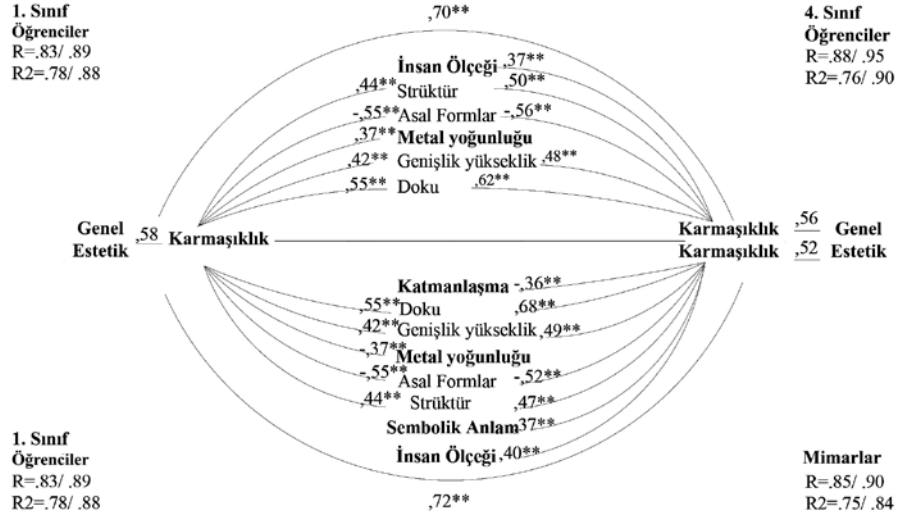 1. Sınıf
Öğrenciler
R=.83/ .89
R2=.78/ .88
,70**
4. Sınıf
Öğrenciler
R=.88/ .95
R2=.76/ .90
İnsan Ölçeği ,37**
,44** Strüktür ,50**
-,55** Asal Formlar -,56**
,37** Metal yoğunluğu
,42** Genişlik yükseklik ,48**
,55** Doku ,62**
Genel
Estetik
,58 Karmaşıklık
Karmaşıklık ,56
Karmaşıklık ,52
Genel
Estetik
Katmanlaşma -,36**
,55** Doku ,68**
,42** Genişlik yükseklik ,49**
-,37** Metal yoğunluğu
-,55** Asal Formlar -,52**
,44** Strüktür ,47**
Sembolik Anlam ,37**
İnsan Ölçeği ,40**
1. Sınıf
Öğrenciler
R=.83/ .89
R2=.78/ .88
,72**
Mimarlar
R=.85/ .90
R2=.75/ .84